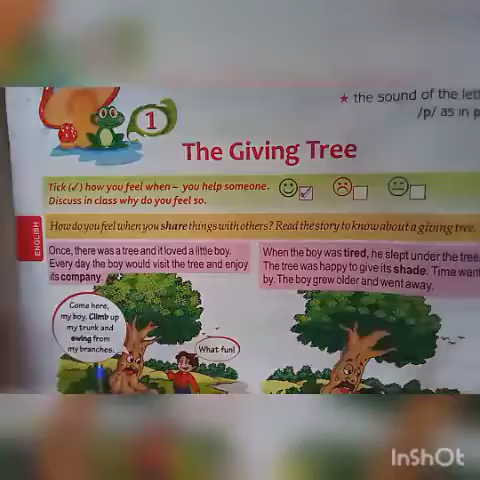 ★ the sound of the
/p/ as in
1
The Giving Tree
Tick (✓) how you feel when – you help someone.
Discuss in class why do you feel so.
ENGLISH
How do you feel when you share things with others? Read the story to know about a giving tree.
Once, there was a tree and it loved a little boy.
Every day the boy would visit the tree and enjoy
its company.
When the boy was tired, he slept under the tree.
The tree was happy to give its shade. Time went
by. The boy grew older and went away.
Come here,
my boy. Climb up
my trunk and
swing from
my branches.
What fun!
InShOt